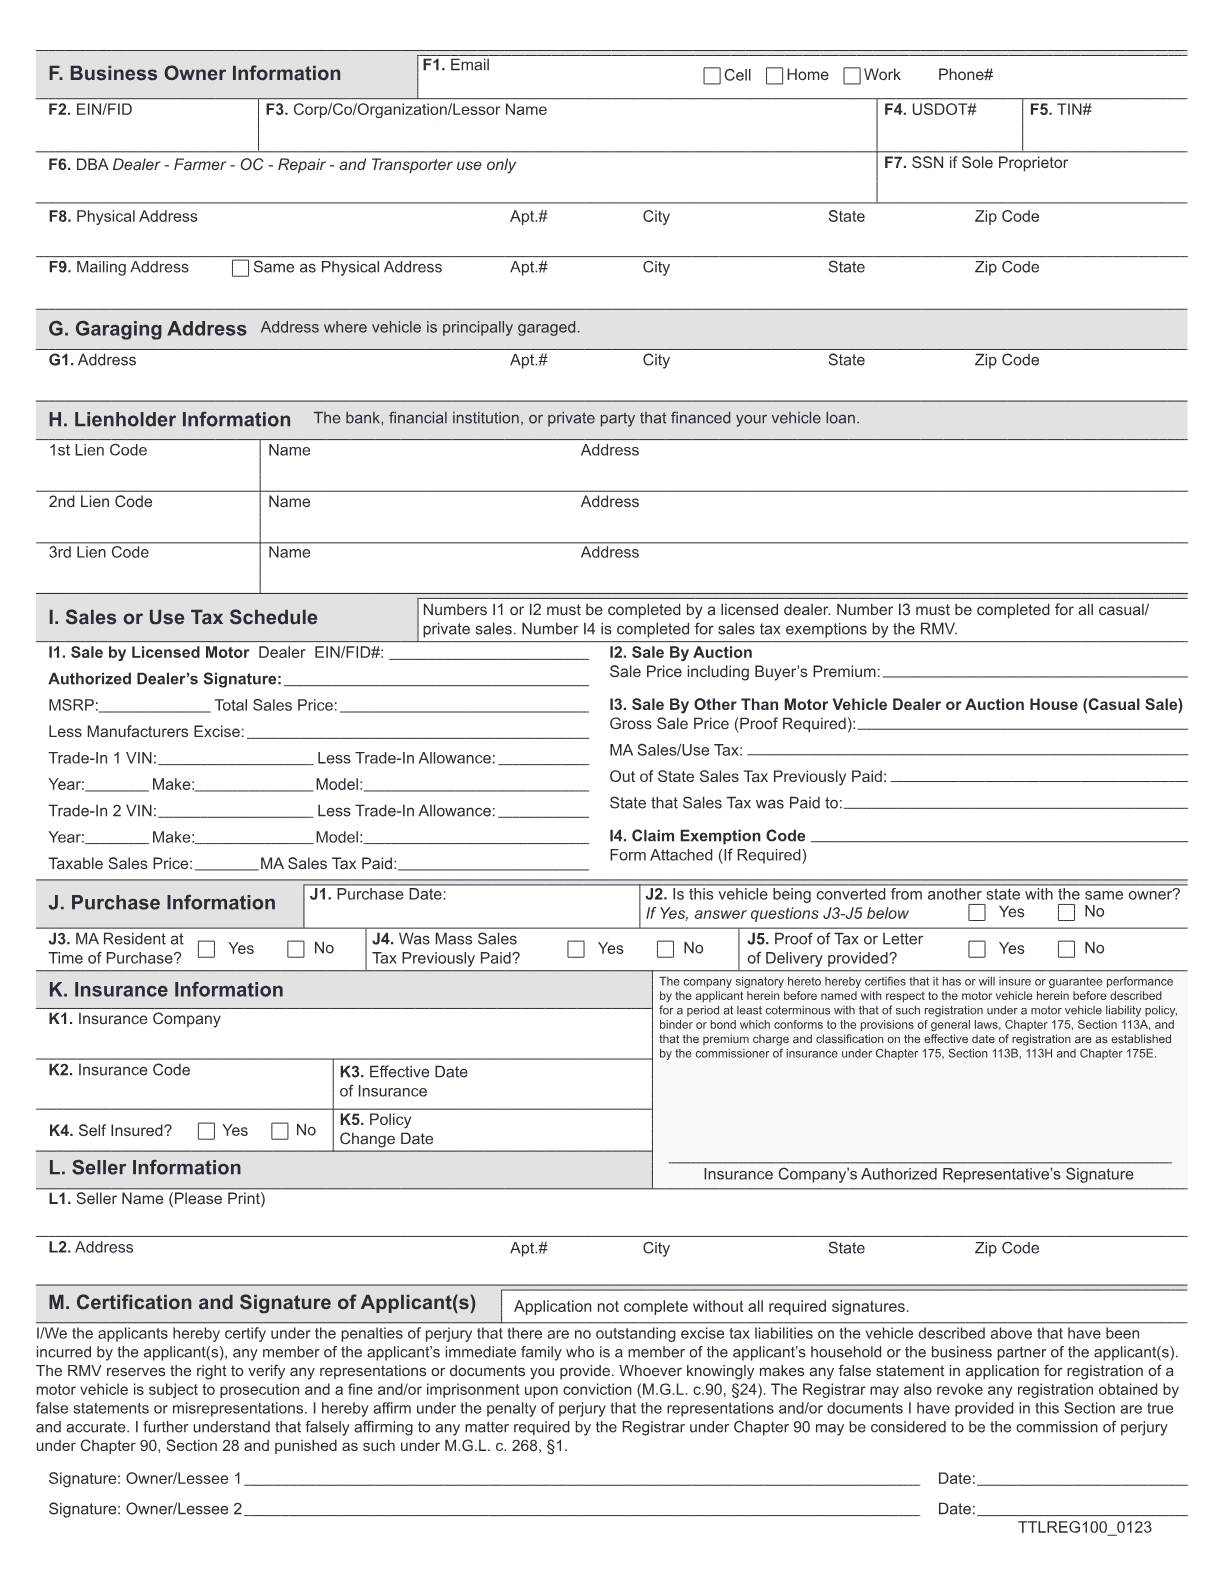 F. Business Owner Information
F1. Email
Cell Home Work Phone#
F2. EIN/FID
F3. Corp/Co/Organization/Lessor Name
F4. USDOT#
F5. TIN#
F6. DBA Dealer - Farmer - OC - Repair - and Transporter use only
F7. SSN if Sole Proprietor
F8. Physical Address Apt.# City State Zip Code
F9. Mailing Address Same as Physical Address Apt.# City State Zip Code
G. Garaging Address Address where vehicle is principally garaged.
G1. Address Apt.# City State Zip Code
H. Lienholder Information The bank, financial institution, or private party that financed your vehicle loan.
1st Lien Code Name Address
2nd Lien Code Name Address
3rd Lien Code Name Address
I. Sales or Use Tax Schedule
Numbers I1 or I2 must be completed by a licensed dealer. Number I3 must be completed for all casual/
private sales. Number I4 is completed for sales tax exemptions by the RMV.
I1. Sale by Licensed Motor Dealer EIN/FID#:
Authorized Dealer's Signature:
MSRP: Total Sales Price:
Less Manufacturers Excise:
Trade-In 1 VIN: Less Trade-In Allowance:
Year: Make: Model:
Trade-In 2 VIN: Less Trade-In Allowance:
Year: Make: Model:
Taxable Sales Price: MA Sales Tax Paid:
I2. Sale By Auction
Sale Price including Buyer's Premium:
I3. Sale By Other Than Motor Vehicle Dealer or Auction House (Casual Sale)
Gross Sale Price (Proof Required):
MA Sales/Use Tax:
Out of State Sales Tax Previously Paid:
State that Sales Tax was Paid to:
I4. Claim Exemption Code
Form Attached (If Required)
J. Purchase Information
J1. Purchase Date:
J2. Is this vehicle being converted from another state with the same owner?
If Yes, answer questions J3-J5 below Yes No
J3. MA Resident at
Time of Purchase? Yes No
J4. Was Mass Sales
Tax Previously Paid? Yes No
J5. Proof of Tax or Letter
of Delivery provided? Yes No
K. Insurance Information
K1. Insurance Company
K2. Insurance Code
K3. Effective Date
of Insurance
K4. Self Insured? Yes No
K5. Policy
Change Date
The company signatory hereto hereby certifies that it has or will insure or guarantee performance
by the applicant herein before named with respect to the motor vehicle herein before described
for a period at least coterminous with that of such registration under a motor vehicle liability policy,
binder or bond which conforms to the provisions of general laws, Chapter 175, Section 113A, and
that the premium charge and classification on the effective date of registration are as established
by the commissioner of insurance under Chapter 175, Section 113B, 113H and Chapter 175E.
Insurance Company's Authorized Representative's Signature
L. Seller Information
L1. Seller Name (Please Print)
L2. Address Apt.# City State Zip Code
M. Certification and Signature of Applicant(s)
Application not complete without all required signatures.
I/We the applicants hereby certify under the penalties of perjury that there are no outstanding excise tax liabilities on the vehicle described above that have been
incurred by the applicant(s), any member of the applicant's immediate family who is a member of the applicant's household or the business partner of the applicant(s).
The RMV reserves the right to verify any representations or documents you provide. Whoever knowingly makes any false statement in application for registration of a
motor vehicle is subject to prosecution and a fine and/or imprisonment upon conviction (M.G.L. c.90, §24). The Registrar may also revoke any registration obtained by
false statements or misrepresentations. I hereby affirm under the penalty of perjury that the representations and/or documents I have provided in this Section are true
and accurate. I further understand that falsely affirming to any matter required by the Registrar under Chapter 90 may be considered to be the commission of perjury
under Chapter 90, Section 28 and punished as such under M.G.L. c. 268, §1.
Signature: Owner/Lessee 1 Date:
Signature: Owner/Lessee 2 Date:
TTLREG100_0123